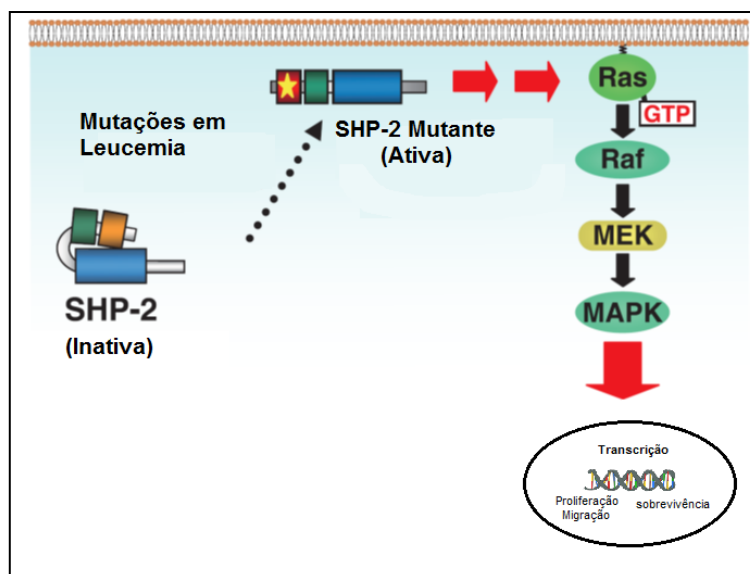 Mutações em
Leucemia
SHP-2 Mutante
(Ativa)
Ras
GTP
Raf
MEK
MAPK
SHP-2
(Inativa)
Transcrição
Proliferação
Migração
sobrevivência